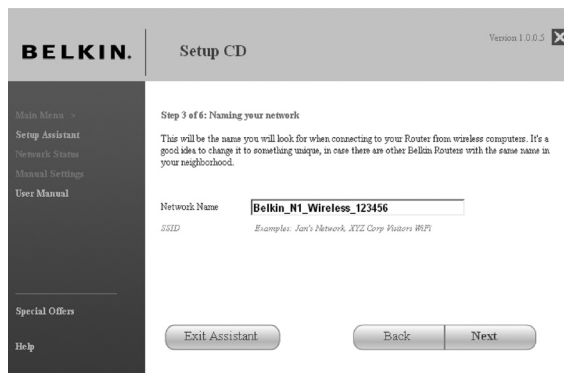 BELKIN.
Setup CD
Version 1.0.0.5
Main Menu »
Setup Assistant
Network Status
Manual Settings
User Manual
Special Offers
Help
Step 3 of 6: Naming your network
This will be the name you will look for when connecting to your Router from wireless computers. It's a
good idea to change it to something unique, in case there are other Belkin Routers with the same name in
your neighborhood.
Network Name
Belkin_N1_Wireless_123456
SSID
Examples: Jan's Network, XYZ Corp Visitors WiFi
Exit Assistant
Back
Next